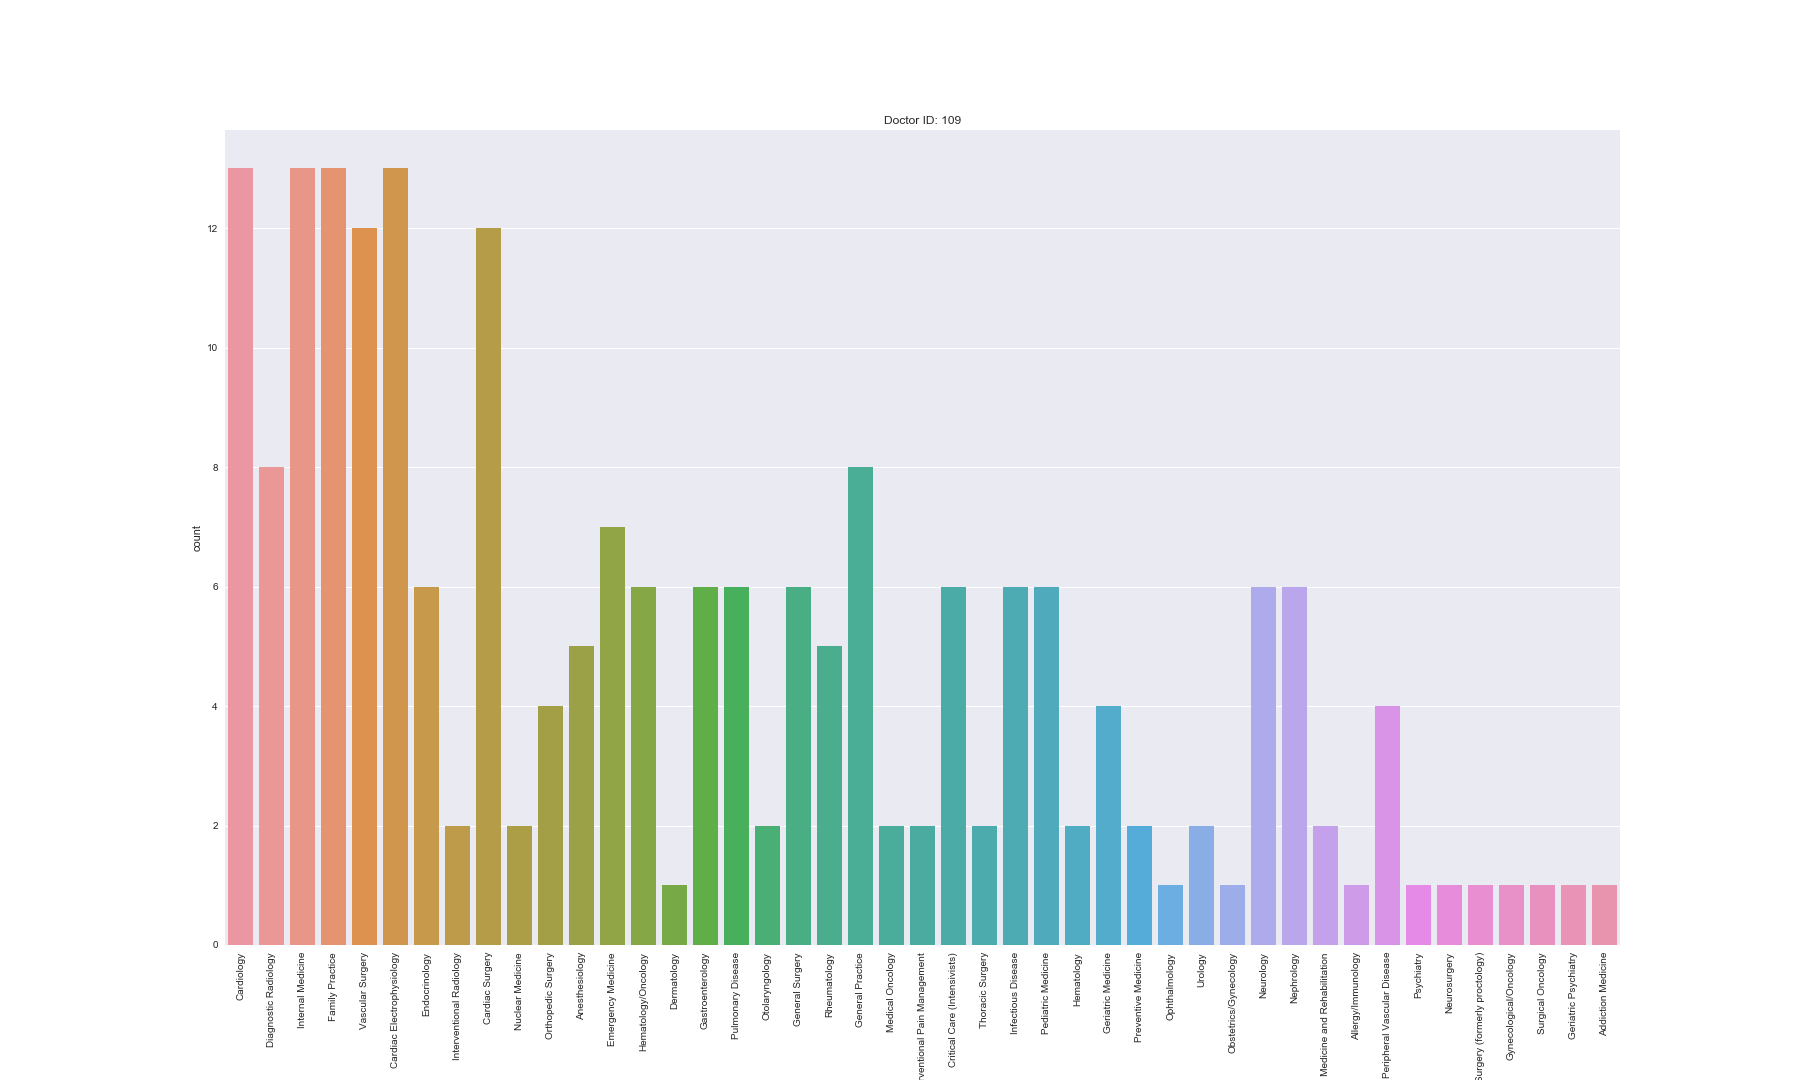 Doctor ID: 109
count
12
10
8
6
4
2
0
Cardiology
Diagnostic Radiology
Internal Medicine
Family Practice
Vascular Surgery
Cardiac Electrophysiology
Endocrinology
Interventional Radiology
Cardiac Surgery
Nuclear Medicine
Orthopedic Surgery
Anesthesiology
Emergency Medicine
Hematology/Oncology
Dermatology
Gastroenterology
Pulmonary Disease
Otolaryngology
General Surgery
Rheumatology
General Practice
Medical Oncology
Pain Management
Critical Care (Intensivists)
Thoracic Surgery
Infectious Disease
Pediatric Medicine
Hematology
Geriatric Medicine
Preventive Medicine
Ophthalmology
Urology
Obstetrics/Gynecology
Neurology
Nephrology
Medicine and Rehabilitation
Allergy/Immunology
Peripheral Vascular Disease
Psychiatry
Neurosurgery
Surgery (formerly proctology)
Gynecological/Oncology
Surgical Oncology
Geriatric Psychiatry
Addiction Medicine